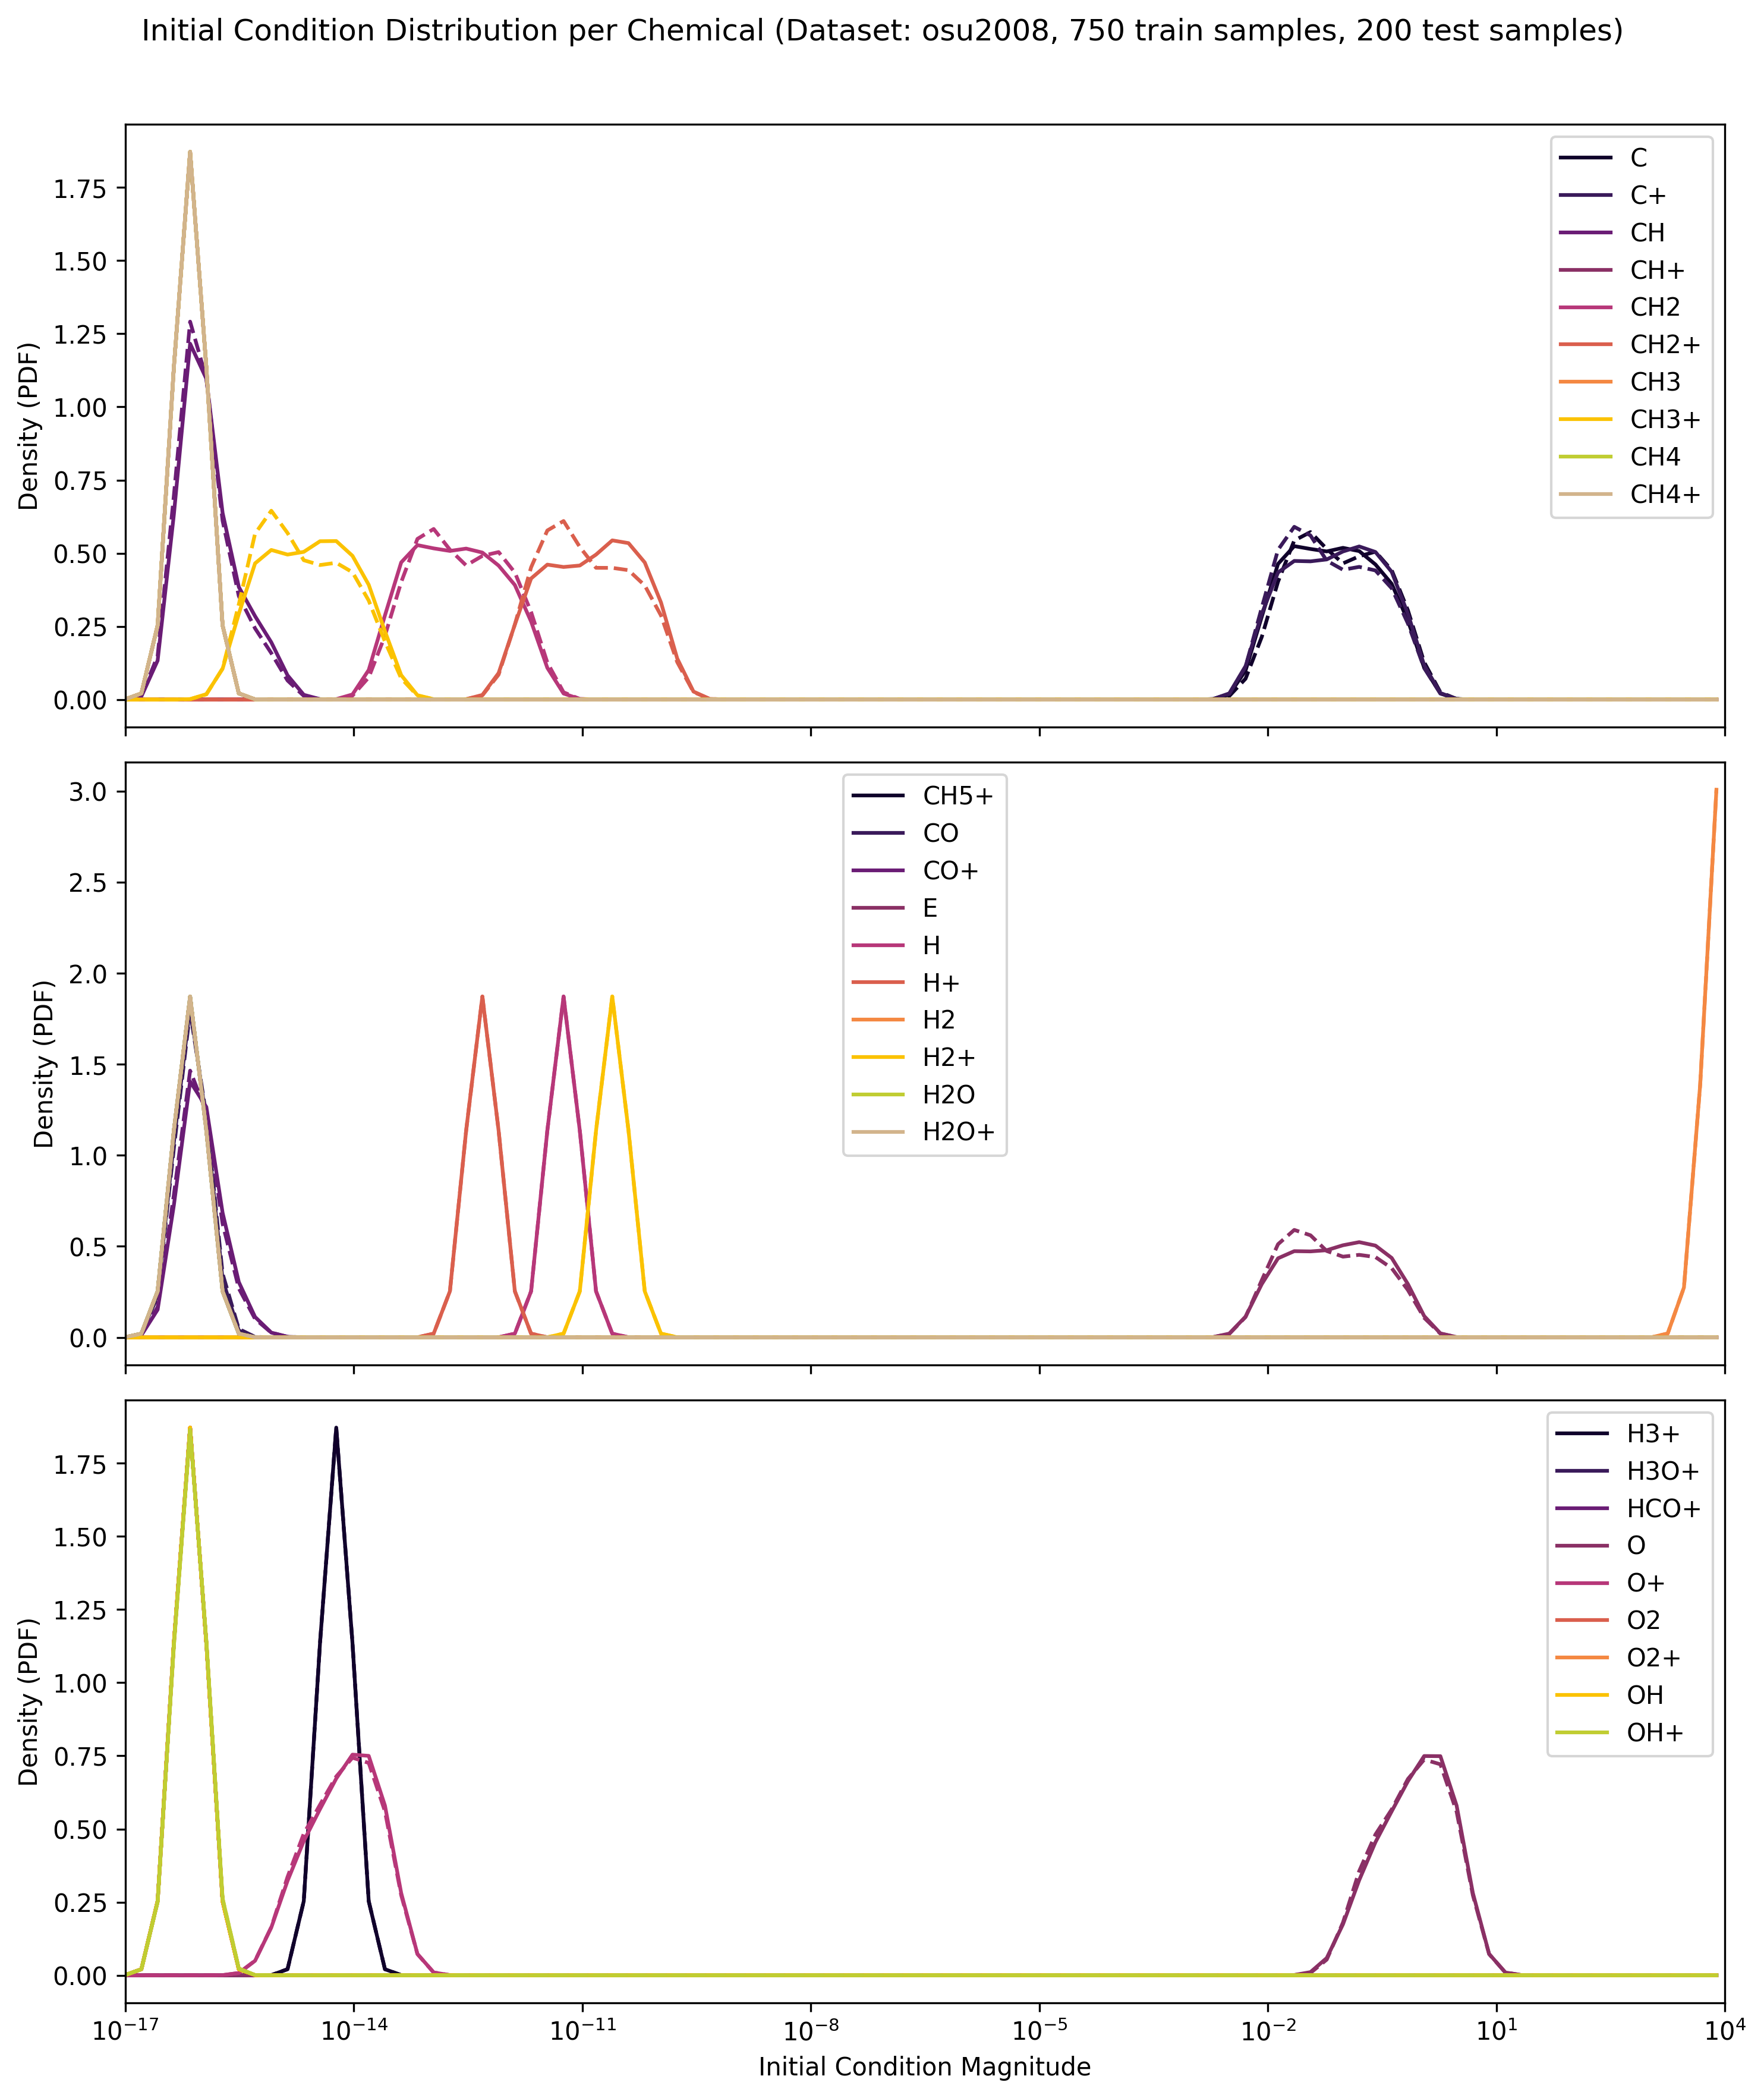 Initial Condition Distribution per Chemical (Dataset: osu2008, 750 train samples, 200 test samples)
Density (PDF)
1.75
1.50
1.25
1.00
0.75
0.50
0.25
0.00
C
C+
CH
CH+
CH2
CH2+
CH3
CH3+
CH4
CH4+
Density (PDF)
3.0
2.5
2.0
1.5
1.0
0.5
0.0
CH5+
CO
CO+
E
H
H+
H2
H2+
H2O
H2O+
Density (PDF)
1.75
1.50
1.25
1.00
0.75
0.50
0.25
0.00
H3+
H3O+
HCO+
O
O+
O2
O2+
OH
OH+
10⁻¹⁷ 10⁻¹⁴ 10⁻¹¹ 10⁻⁸ 10⁻⁵ 10⁻² 10¹ 10⁴
Initial Condition Magnitude